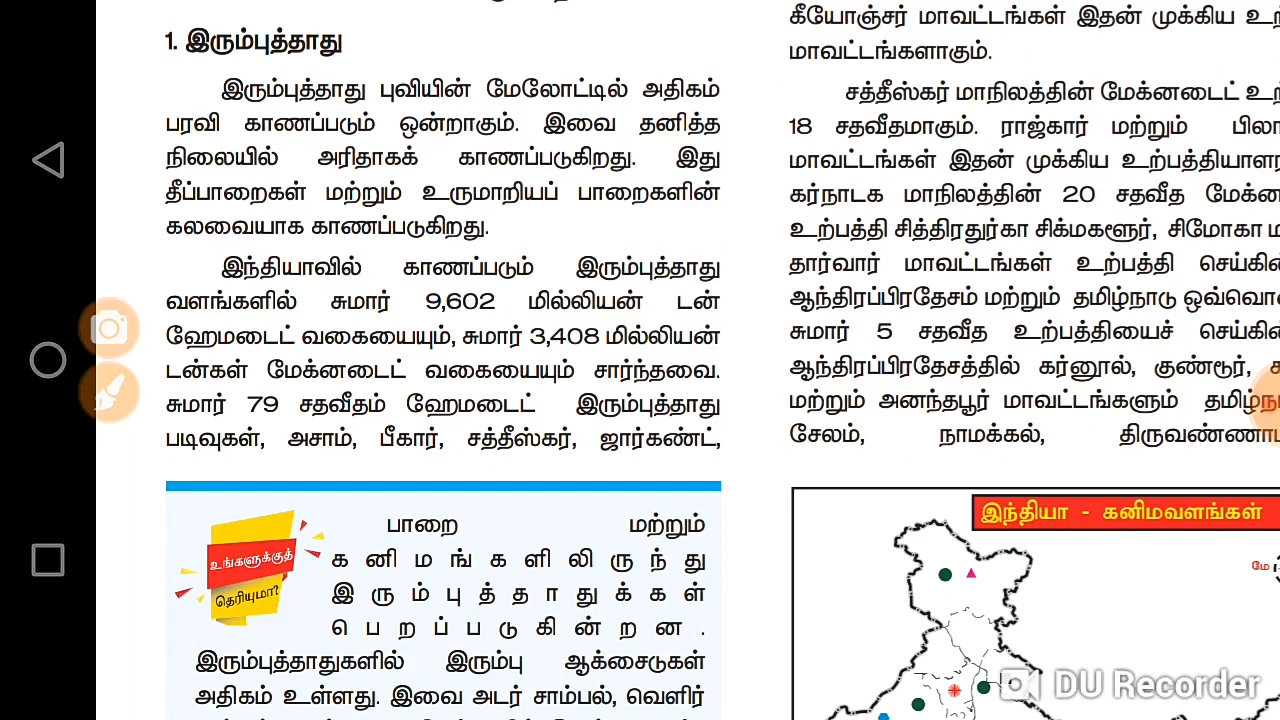 1. இரும்புத்தாது
இரும்புத்தாது புவியின் மேலோட்டில் அதிகம்
பரவி காணப்படும் ஒன்றாகும். இவை தனித்த
நிலையில் அரிதாகக் காணப்படுகிறது. இது
தீப்பாறைகள் மற்றும் உருமாறியப் பாறைகளின்
கலவையாக காணப்படுகிறது.
இந்தியாவில் காணப்படும் இரும்புத்தாது
வளங்களில் சுமார் 9,602 மில்லியன் டன்
ஹேமடைட் வகையையும், சுமார் 3,408 மில்லியன்
டன்கள் மேக்னடைட் வகையையும் சார்ந்தவை.
சுமார் 79 சதவீதம் ஹேமடைட் இரும்புத்தாது
படிவுகள், அசாம், பீகார், சத்தீஸ்கர், ஜார்கண்ட்,
உங்களுக்குத்
தெரியுமா?
பாறை மற்றும்
கனிமங்களிலிருந்து
இரும்புத்தாதுக்கள்
பெறப்படுகின்றன.
இரும்புத்தாதுகளில் இரும்பு ஆக்சைடுகள்
அதிகம் உள்ளது. இவை அடர் சாம்பல், வெளிர்
கீயோஞ்சர் மாவட்டங்கள் இதன் முக்கிய
மாவட்டங்களாகும்.
சத்தீஸ்கர் மாநிலத்தின் மேக்னடைட்
18 சதவீதமாகும். ராஜ்கார் மற்றும்
மாவட்டங்கள் இதன் முக்கிய
கர்நாடக மாநிலத்தின் 20 சதவீத
உற்பத்தி சித்திரதுர்கா சிக்மகளூர், சிமோகா
தார்வார் மாவட்டங்கள் உற்பத்தி
ஆந்திரப்பிரதேசம் மற்றும் தமிழ்நாடு
சுமார் 5 சதவீத உற்பத்தியைச்
ஆந்திரப்பிரதேசத்தில் கர்னூல், குண்டூர்,
மற்றும் அனந்தபூர் மாவட்டங்களும்
சேலம், நாமக்கல்,
இந்தியா - கனிமவளங்கள்
DU Recorder